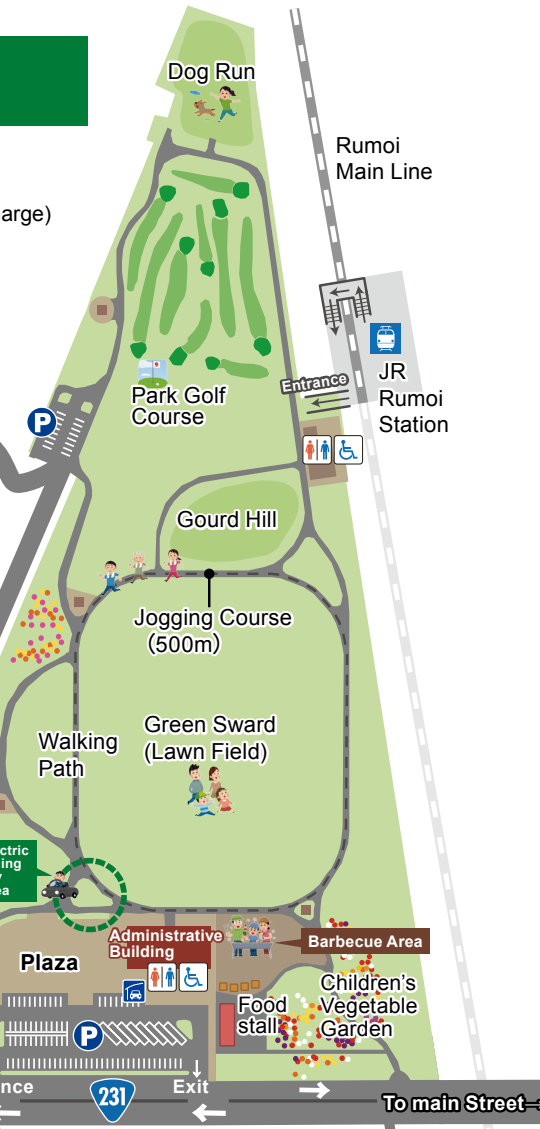 Dog Run
Rumoi
Main Line
arge)
JR
Rumoi
Station
Entrance
P
Park Golf
Course
Gourd Hill
Jogging Course
(500m)
Green Sward
(Lawn Field)
Walking
Path
ctric
ing
y
ea
Administrative
Building
Barbecue Area
Plaza
Children's
Vegetable
Garden
Food
stall
P
nce
231
Exit
To main Street